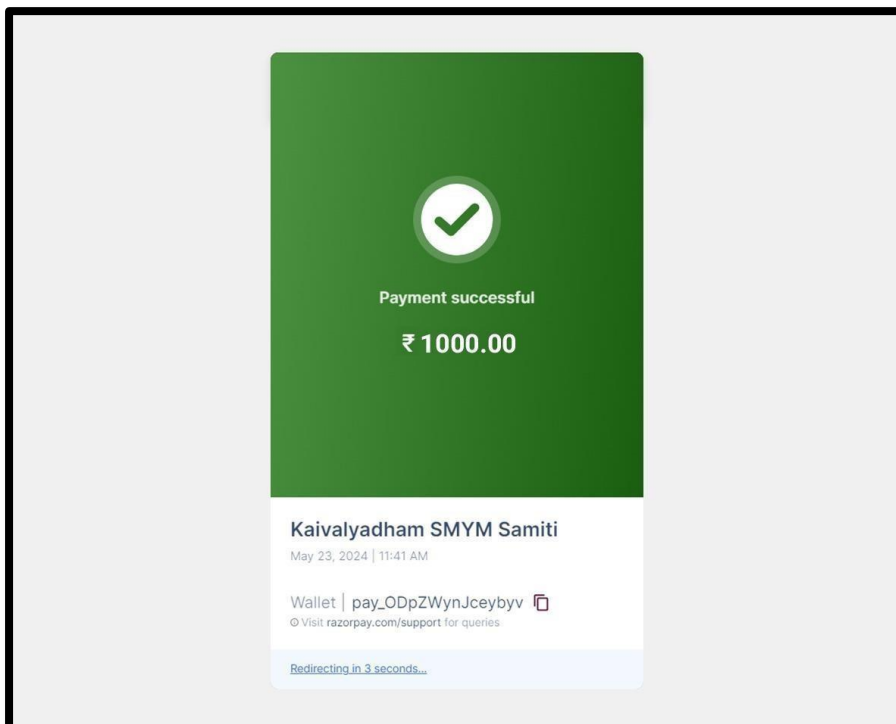 Payment successful
₹ 1000.00
Kaivalyadham SMYM Samiti
May 23, 2024 | 11:41 AM
Wallet | pay_ODpZWynJceybyv
Visit razorpay.com/support for queries
Redirecting in 3 seconds...